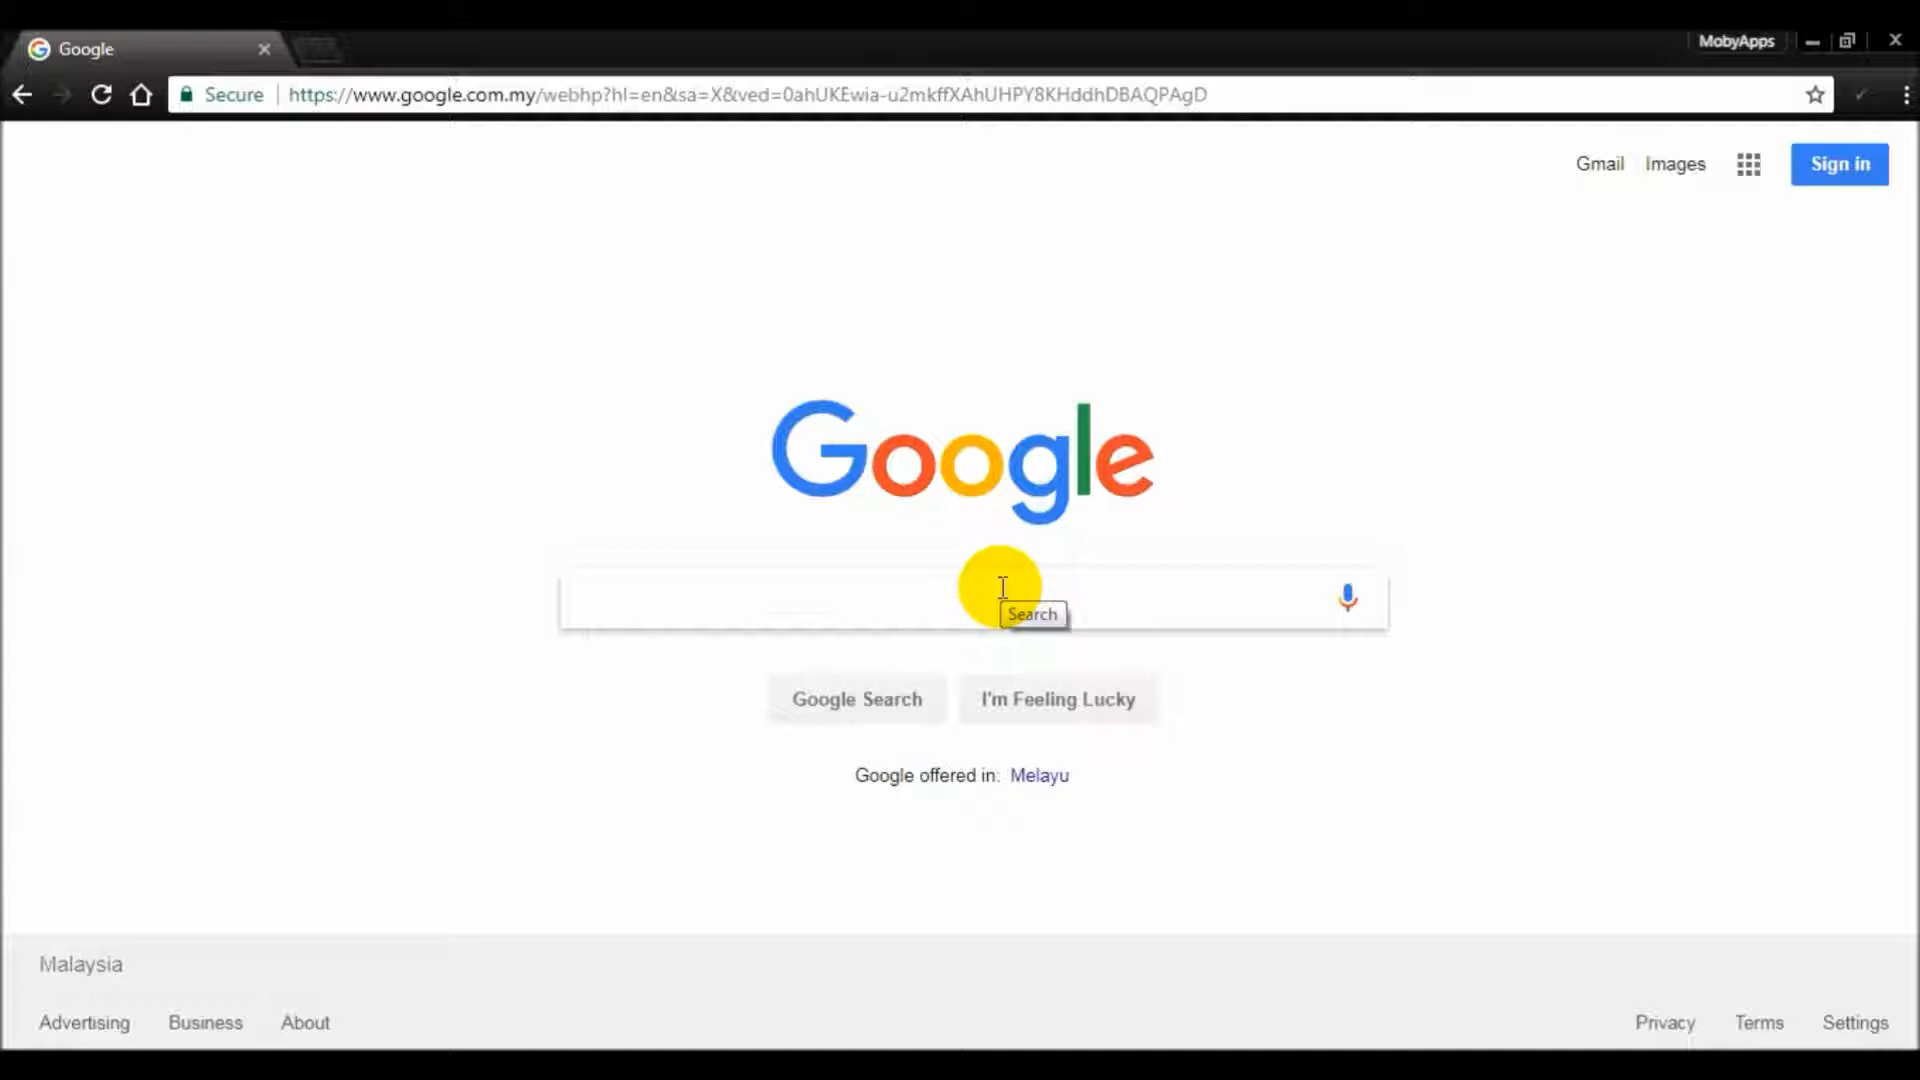 Google
MobyApps
Secure https://www.google.com.my/webhp?hl=en&sa=X&ved=0ahUKEwia-u2mkffXAhUHPY8KHddhDBAQPAgD
Gmail Images Sign in
Google
Search
Google Search I'm Feeling Lucky
Google offered in: Melayu
Malaysia
Advertising Business About Privacy Terms Settings